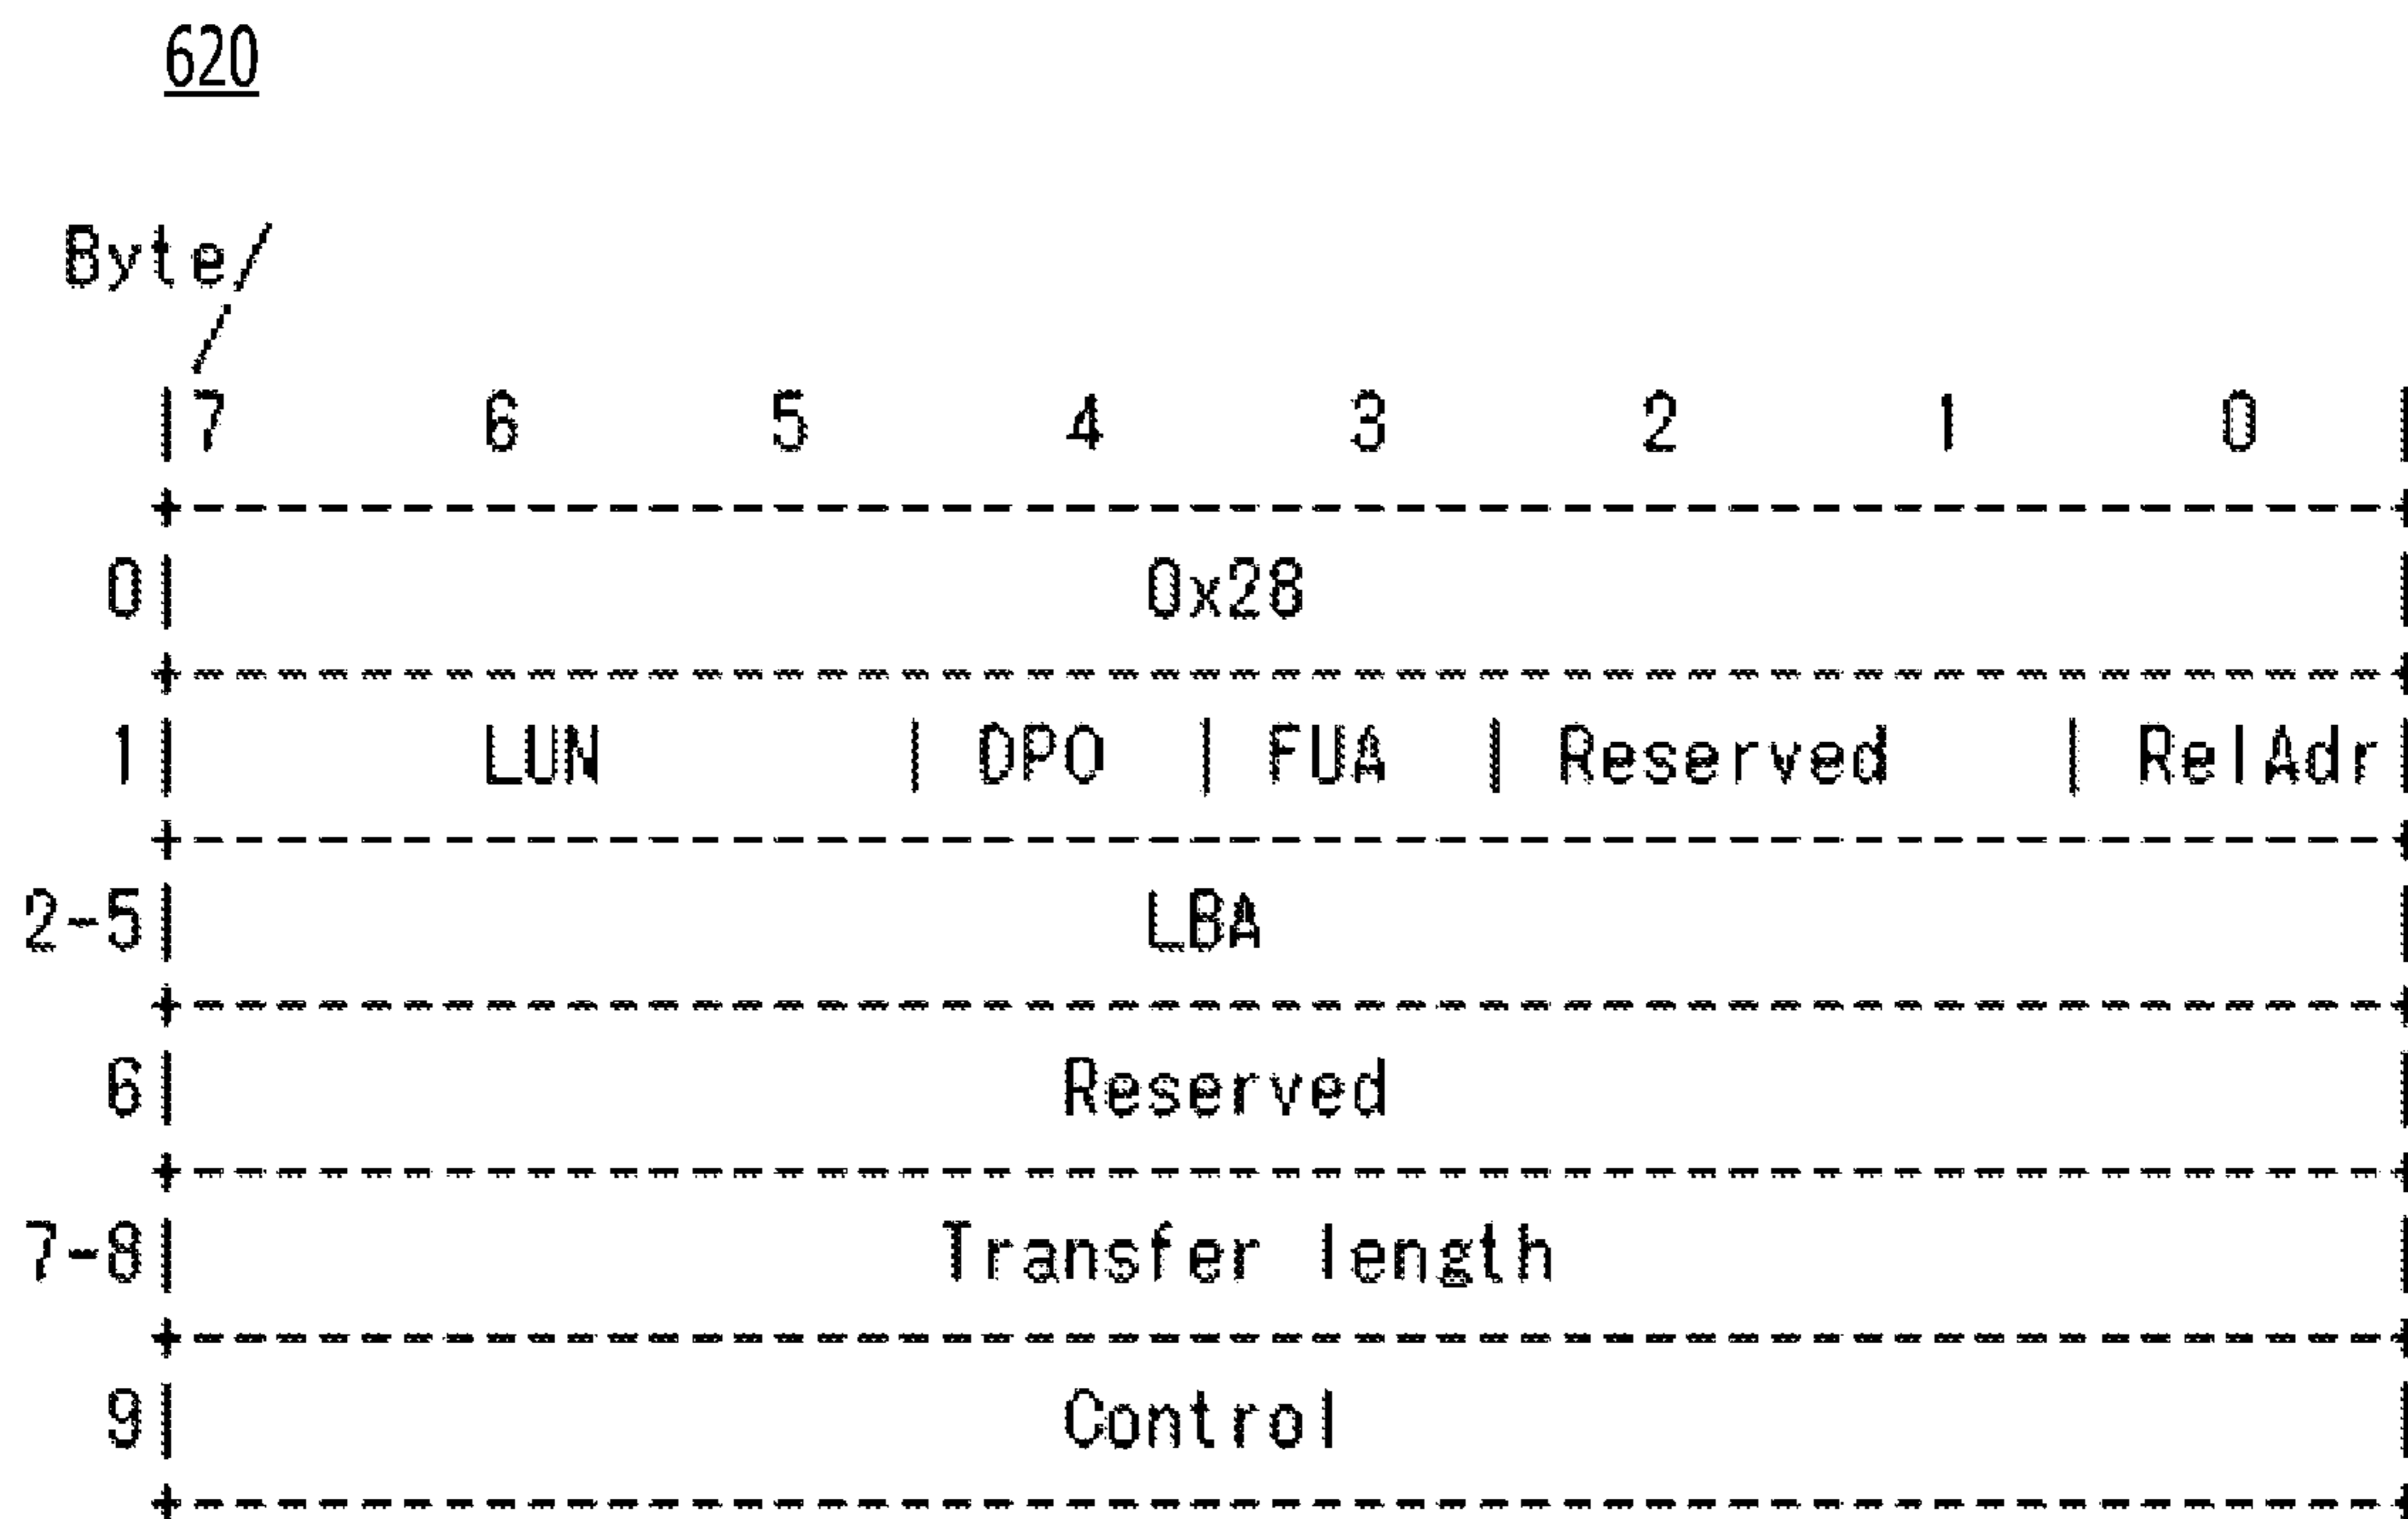 620
Byte/
/
|7 6 5 4 3 2 1 0 |
+------------------------------------------------------+
0| 0x28 |
+------------------------------------------------------+
1| LUN | DPO | FUA | Reserved | RelAdr|
+------------------------------------------------------+
2-5| LBA |
+------------------------------------------------------+
6| Reserved |
+------------------------------------------------------+
7-8| Transfer length |
+------------------------------------------------------+
9| Control |
+------------------------------------------------------+